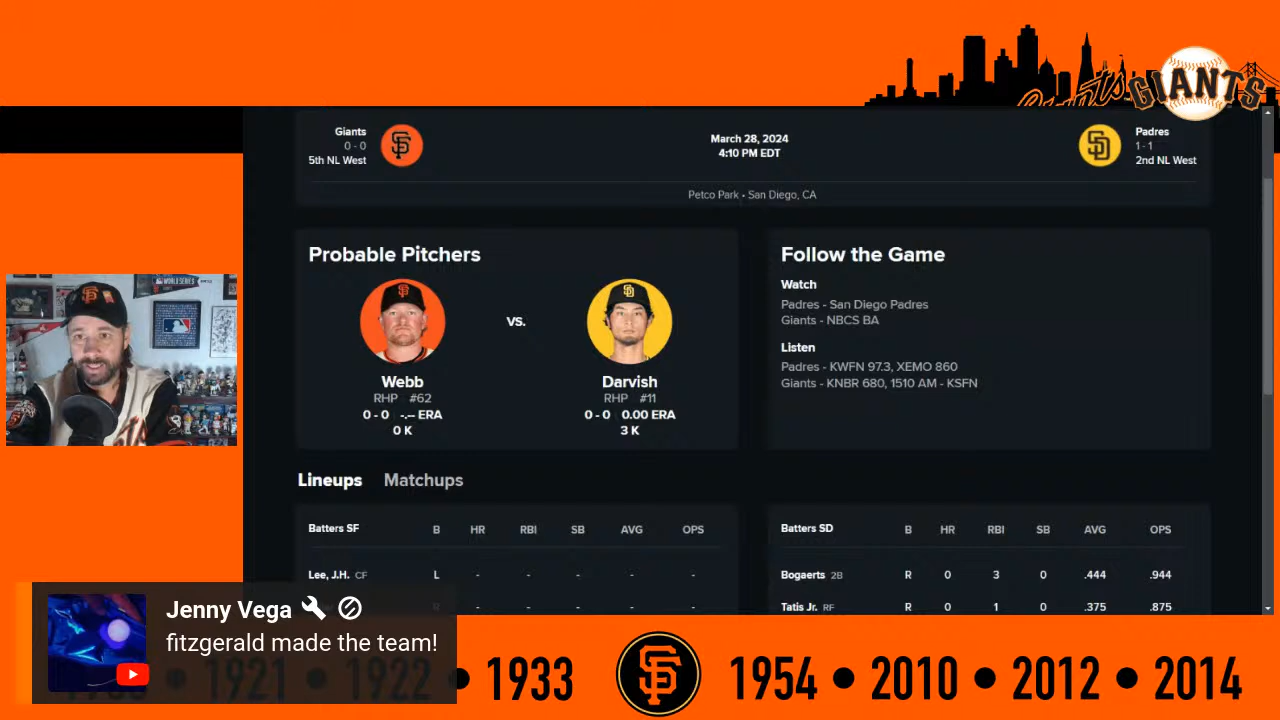 GIANTS
Giants
0 - 0
5th NL West
SF
March 28, 2024
4:10 PM EDT
SD
Padres
1 - 1
2nd NL West
Petco Park • San Diego, CA
Probable Pitchers
Webb
RHP #62
0 - 0 -.-- ERA
0 K
VS.
Darvish
RHP #11
0 - 0 0.00 ERA
3 K
Follow the Game
Watch
Padres - San Diego Padres
Giants - NBCS BA
Listen
Padres - KWFN 97.3, XEMO 860
Giants - KNBR 680, 1510 AM - KSFN
Lineups Matchups
Batters SF B HR RBI SB AVG OPS
Lee, J.H. CF L - - - - -
R - - - - -
Batters SD B HR RBI SB AVG OPS
Bogaerts 2B R 0 3 0 .444 .944
Tatis Jr. RF R 0 1 0 .375 .875
Jenny Vega
fitzgerald made the team!
1921 • 1922 • 1933 SF 1954 • 2010 • 2012 • 2014